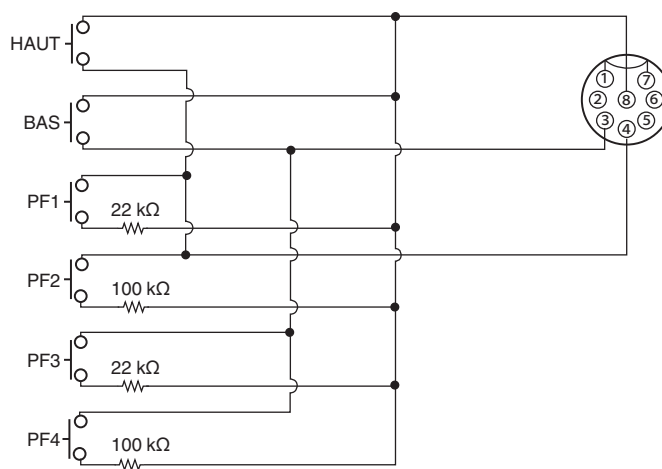 HAUT
BAS
PF1
22 kΩ
PF2
100 kΩ
PF3
22 kΩ
PF4
100 kΩ
1
7
2
8
6
3
5
4